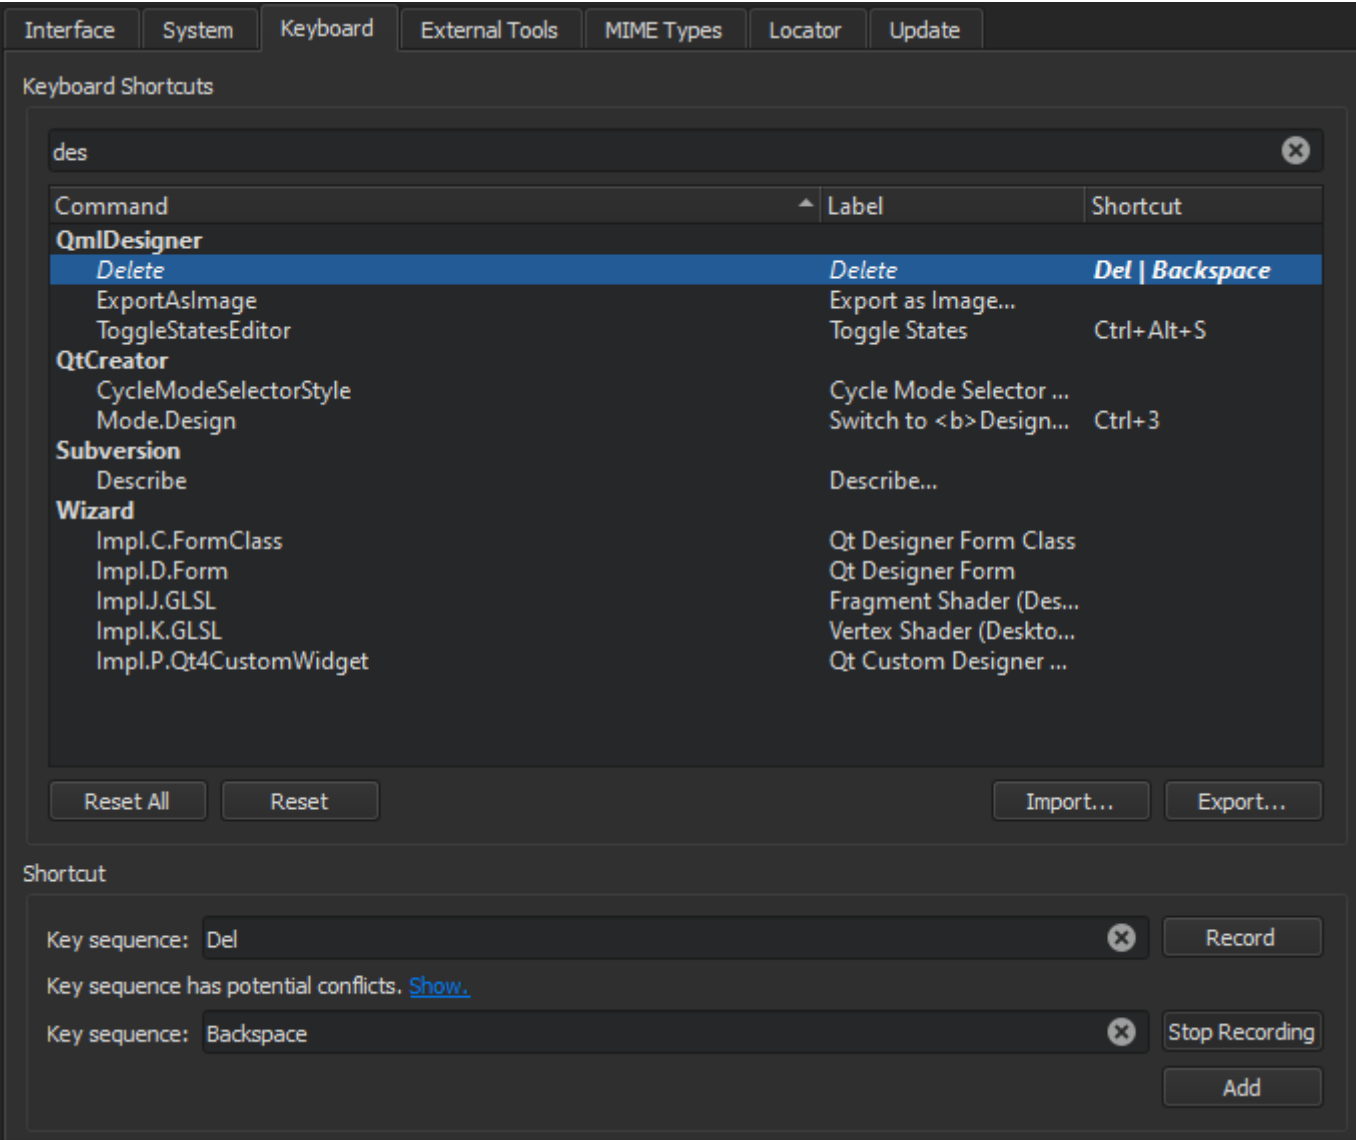 Interface System Keyboard External Tools MIME Types Locator Update
Keyboard Shortcuts
des
Command Label Shortcut
QmlDesigner
Delete Delete Del | Backspace
ExportAsImage Export as Image...
ToggleStatesEditor Toggle States Ctrl+Alt+S
QtCreator
CycleModeSelectorStyle Cycle Mode Selector ...
Mode.Design Switch to <b>Design... Ctrl+3
Subversion
Describe Describe...
Wizard
Impl.C.FormClass Qt Designer Form Class
Impl.D.Form Qt Designer Form
Impl.J.GLSL Fragment Shader (Des...
Impl.K.GLSL Vertex Shader (Deskto...
Impl.P.Qt4CustomWidget Qt Custom Designer ...
Reset All Reset Import... Export...
Shortcut
Key sequence: Del Record
Key sequence has potential conflicts. Show.
Key sequence: Backspace Stop Recording
Add